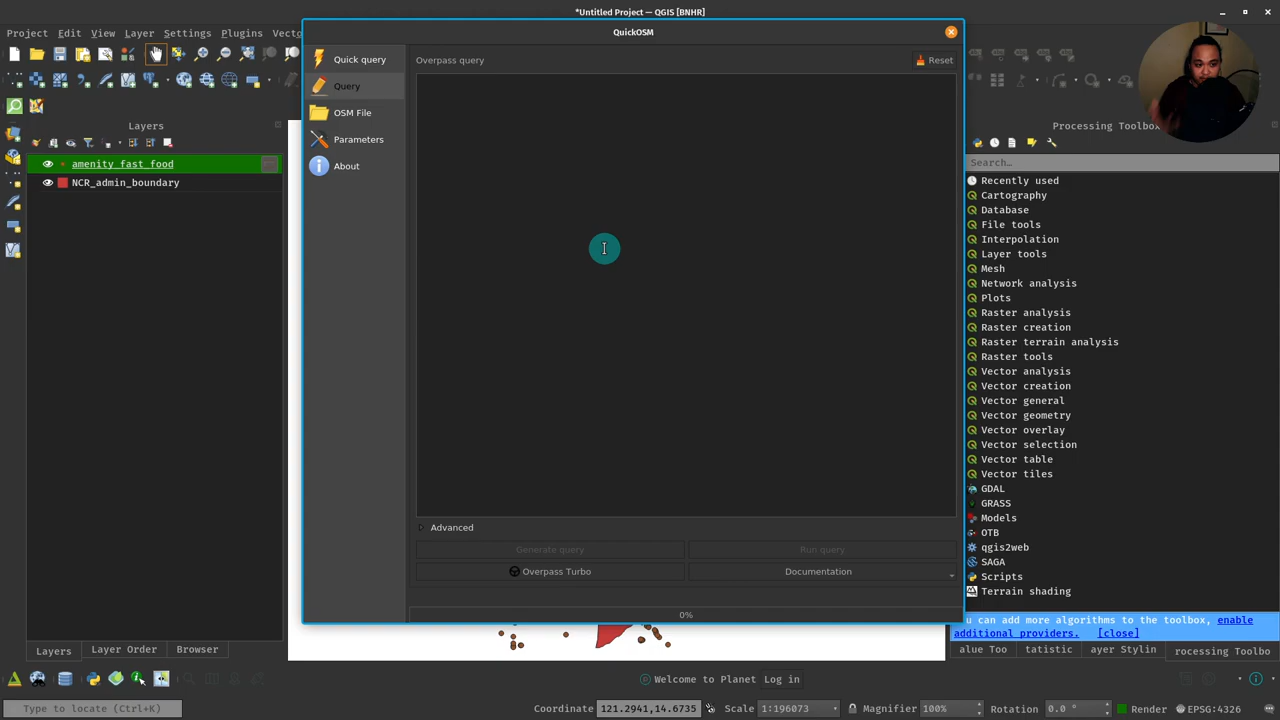 *Untitled Project — QGIS [BNHR]
QuickOSM
Project Edit View Layer Settings Plugins Vect
Quick query
Query
OSM File
Parameters
About
Overpass query
Reset
Advanced
Generate query
Run query
Overpass Turbo
Documentation
0%
Layers
amenity_fast_food
NCR_admin_boundary
Layers
Layer Order
Browser
Processing Toolbo
Search…
Recently used
Cartography
Database
File tools
Interpolation
Layer tools
Mesh
Network analysis
Plots
Raster analysis
Raster creation
Raster terrain analysis
Raster tools
Vector analysis
Vector creation
Vector general
Vector geometry
Vector overlay
Vector selection
Vector table
Vector tiles
GDAL
GRASS
Models
OTB
qgis2web
SAGA
Scripts
Terrain shading
u can add more algorithms to the toolbox, enable
additional providers. [close]
alue Too
tatistic
ayer Stylin
rocessing Toolbo
Welcome to Planet Log in
Type to locate (Ctrl+K)
Coordinate 121.2941,14.6735
Scale 1:196073
Magnifier 100%
Rotation 0.0 °
Render
EPSG:4326